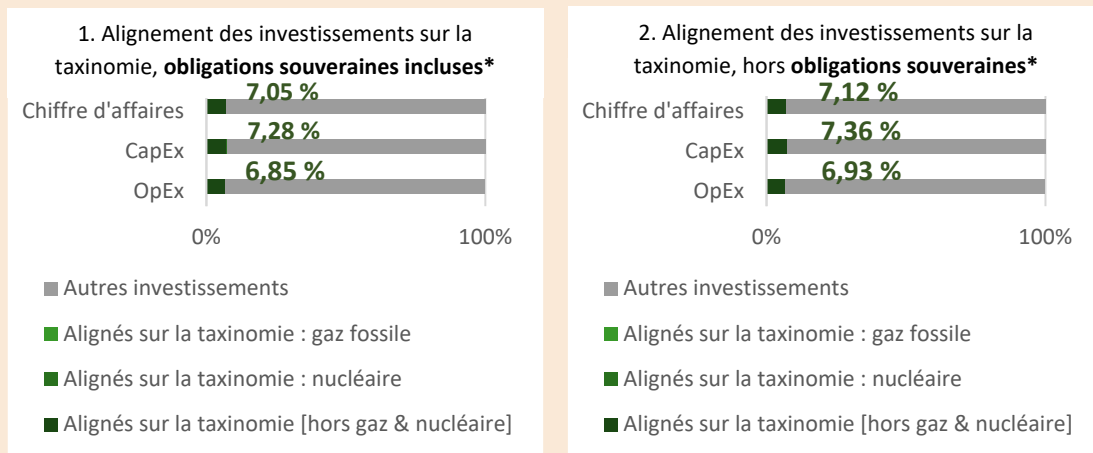 1. Alignement des investissements sur la
taxinomie, obligations souveraines incluses*
7,05 %
Chiffre d'affaires
7,28 %
CapEx
6,85 %
OpEx
0%
100%
Autres investissements
Alignés sur la taxinomie : gaz fossile
Alignés sur la taxinomie : nucléaire
Alignés sur la taxinomie [hors gaz & nucléaire]
2. Alignement des investissements sur la
taxinomie, hors obligations souveraines*
7,12 %
Chiffre d'affaires
7,36 %
CapEx
6,93 %
OpEx
0%
100%
Autres investissements
Alignés sur la taxinomie : gaz fossile
Alignés sur la taxinomie : nucléaire
Alignés sur la taxinomie [hors gaz & nucléaire]